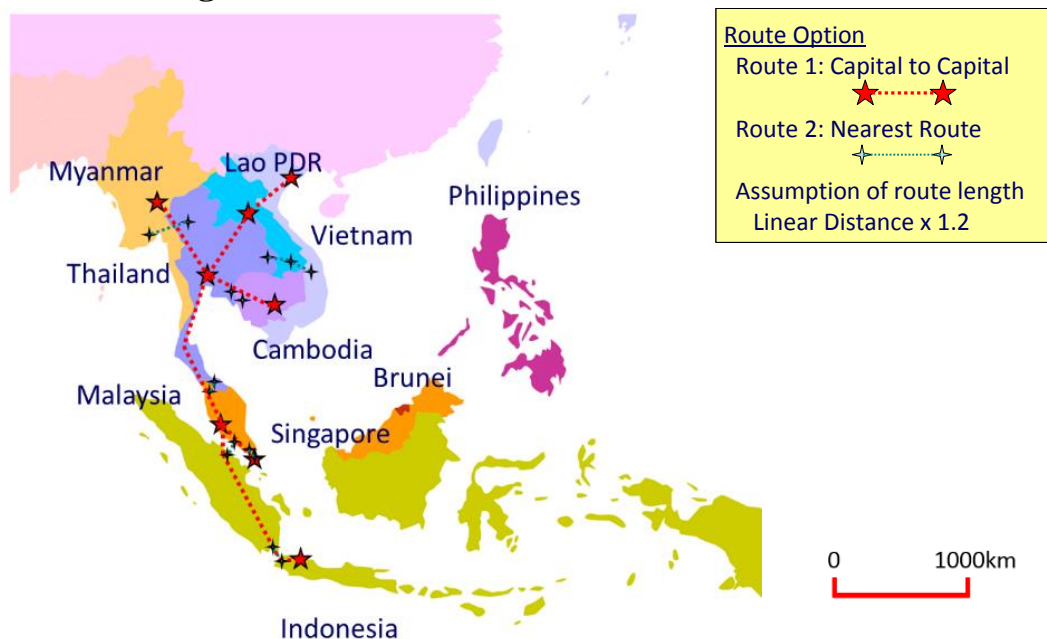 Route Option
Route 1: Capital to Capital
Route 2: Nearest Route
Assumption of route length
Linear Distance x 1.2
Myanmar
Lao PDR
Philippines
Vietnam
Thailand
Cambodia
Brunei
Malaysia
Singapore
0 1000km
Indonesia